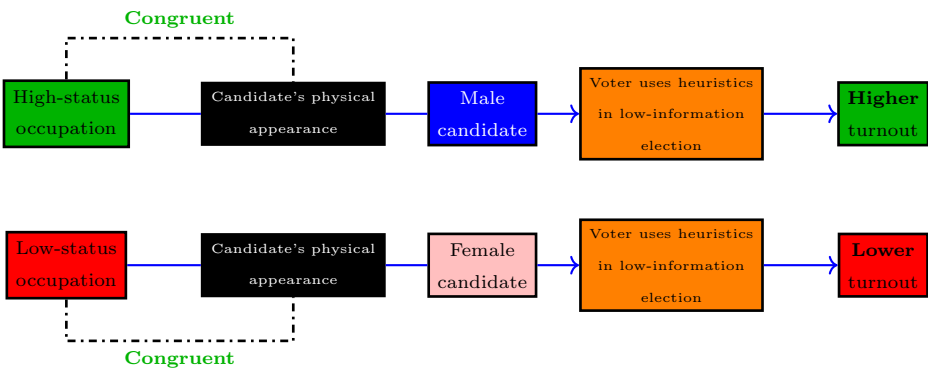 Congruent
High-status
occupation
Candidate's physical
appearance
Male
candidate
Voter uses heuristics
in low-information
election
Higher
turnout
Low-status
occupation
Candidate's physical
appearance
Female
candidate
Voter uses heuristics
in low-information
election
Lower
turnout
Congruent